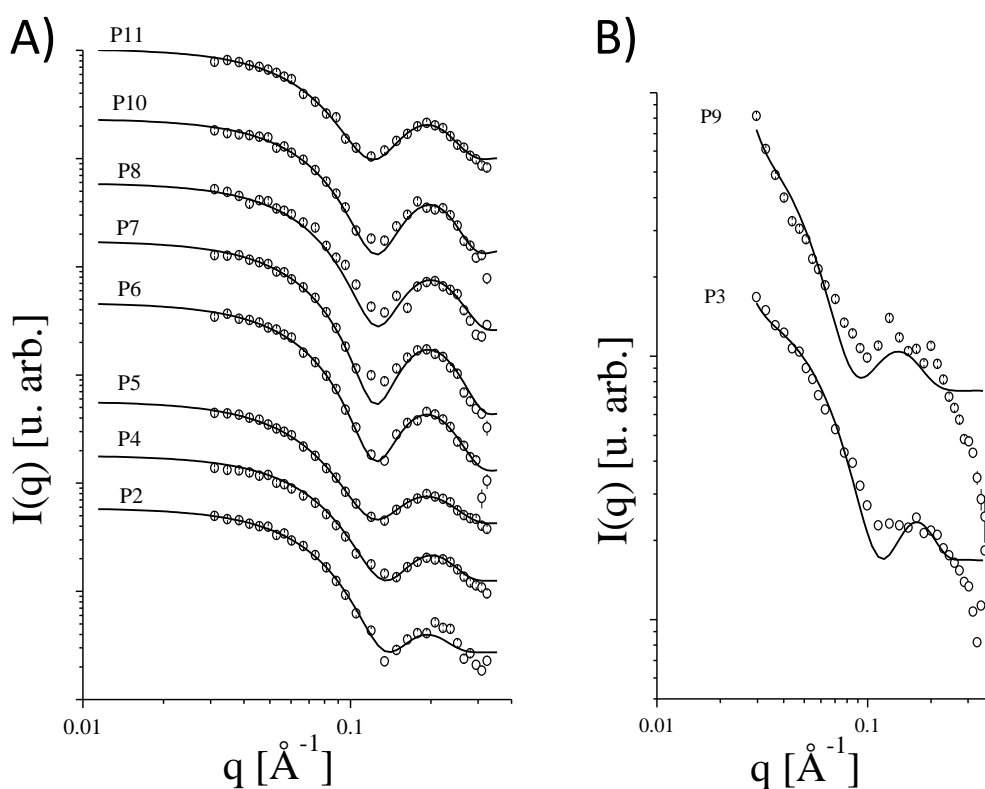 A)
P11
P10
P8
P7
P6
P5
P4
P2
I(q) [u. arb.]
0.01
0.1
q [Å-1]
B)
P9
P3
I(q) [u. arb.]
0.01
0.1
q [Å-1]